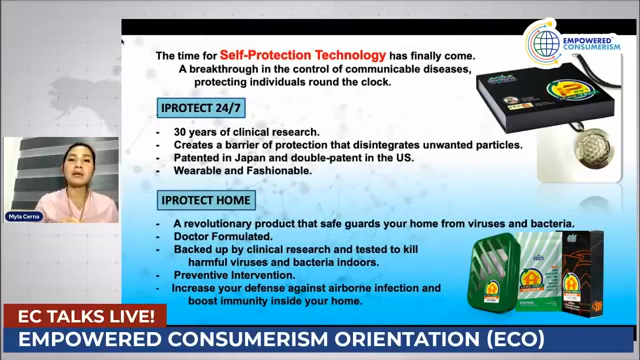 EMPOWERED
CONSUMERISM
The time for Self-Protection Technology has finally come.
A breakthrough in the control of communicable diseases,
protecting individuals round the clock.
IPROTECT 24/7
- 30 years of clinical research.
- Creates a barrier of protection that disintegrates unwanted particles.
- Patented in Japan and double-patent in the US.
- Wearable and Fashionable.
IPROTECT HOME
- A revolutionary product that safe guards your home from viruses and bacteria.
- Doctor Formulated.
- Backed up by clinical research and tested to kill
harmful viruses and bacteria indoors.
- Preventive Intervention.
- Increase your defense against airborne infection and
boost immunity inside your home.
Myla Cerna
EC TALKS LIVE!
EMPOWERED CONSUMERISM ORIENTATION (ECO)